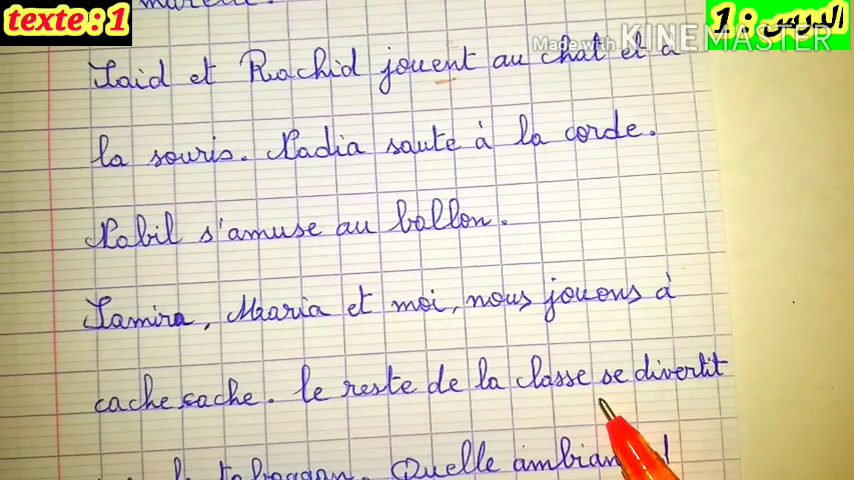 texte : 1
الدرس : 1
Made with KINEMASTER
Said et Rachid jouent au chat et à
la souris. Nadia saute à la corde.
Nabil s'amuse au ballon.
Samira, Maria et moi, nous jouons à
cache cache. le reste de la classe se divertit
toboggan. Quelle !